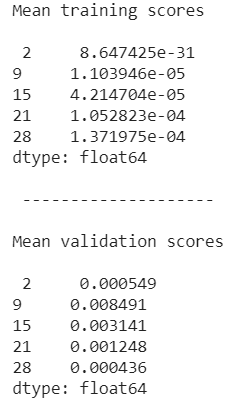 Mean training scores
2 8.647425e-31
9 1.103946e-05
15 4.214704e-05
21 1.052823e-04
28 1.371975e-04
dtype: float64
--------------------
Mean validation scores
2 0.000549
9 0.008491
15 0.003141
21 0.001248
28 0.000436
dtype: float64